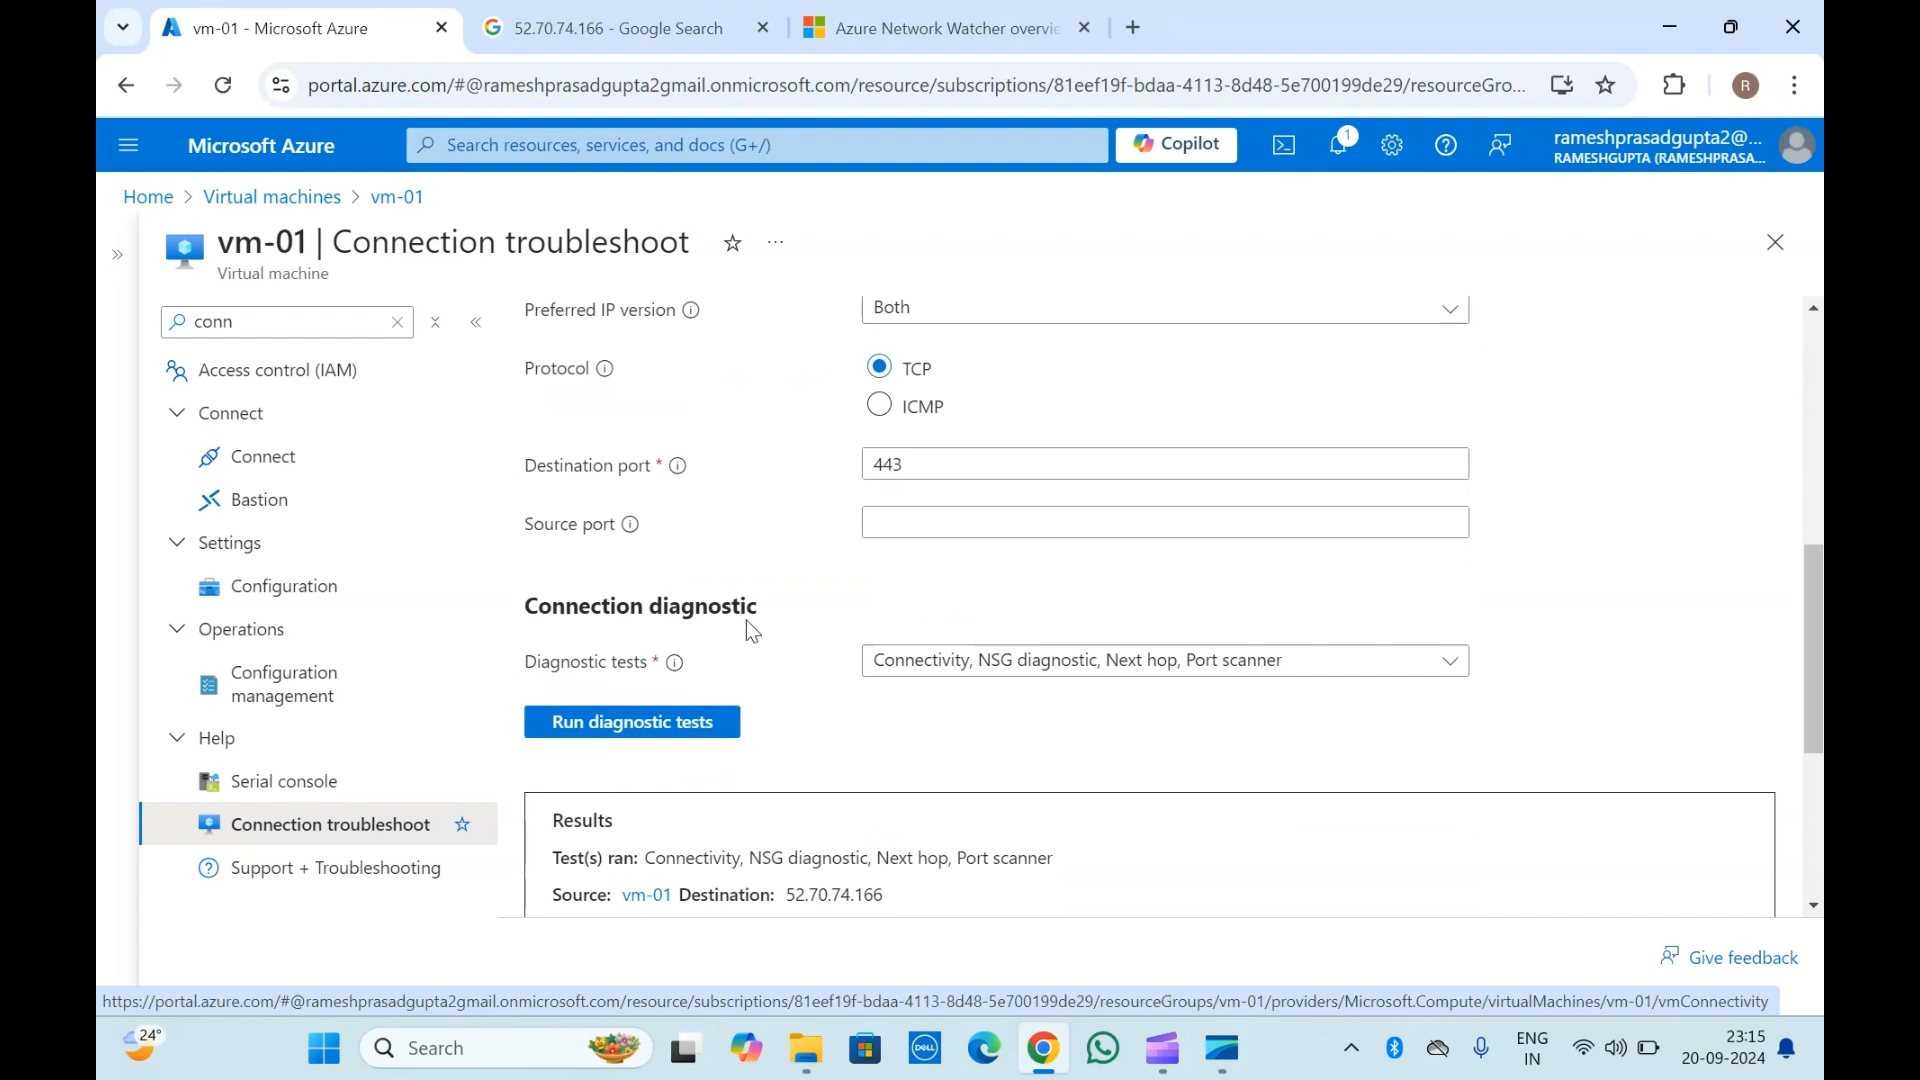 vm-01 - Microsoft Azure
52.70.74.166 - Google Search
Azure Network Watcher overvie
portal.azure.com/#@rameshprasadgupta2gmail.onmicrosoft.com/resource/subscriptions/81eef19f-bdaa-4113-8d48-5e700199de29/resourceGro...
R
Microsoft Azure
Search resources, services, and docs (G+/)
Copilot
1
rameshprasadgupta2@...
RAMESHGUPTA (RAMESHPRASA...
Home > Virtual machines > vm-01
vm-01 | Connection troubleshoot
Virtual machine
conn
Access control (IAM)
Connect
Connect
Bastion
Settings
Configuration
Operations
Configuration
management
Help
Serial console
Connection troubleshoot
Support + Troubleshooting
Preferred IP version
Both
Protocol
TCP
ICMP
Destination port *
443
Source port
Connection diagnostic
Diagnostic tests *
Connectivity, NSG diagnostic, Next hop, Port scanner
Run diagnostic tests
Results
Test(s) ran: Connectivity, NSG diagnostic, Next hop, Port scanner
Source: vm-01 Destination: 52.70.74.166
Give feedback
https://portal.azure.com/#@rameshprasadgupta2gmail.onmicrosoft.com/resource/subscriptions/81eef19f-bdaa-4113-8d48-5e700199de29/resourceGroups/vm-01/providers/Microsoft.Compute/virtualMachines/vm-01/vmConnectivity
24°
Search
DELL
ENG
IN
23:15
20-09-2024